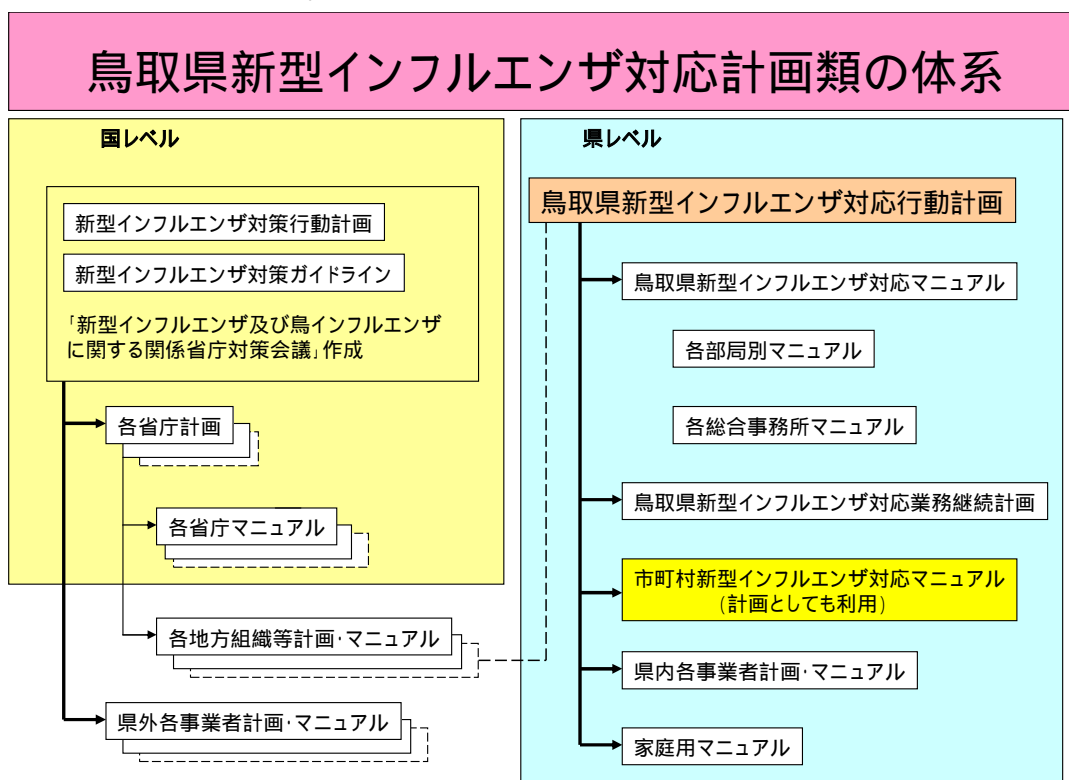 鳥取県新型インフルエンザ対応計画類の体系
国レベル
新型インフルエンザ対策行動計画
新型インフルエンザ対策ガイドライン
「新型インフルエンザ及び鳥インフルエンザ
に関する関係省庁対策会議」作成
各省庁計画
各省庁マニュアル
各地方組織等計画・マニュアル
県外各事業者計画・マニュアル
県レベル
鳥取県新型インフルエンザ対応行動計画
鳥取県新型インフルエンザ対応マニュアル
各部局別マニュアル
各総合事務所マニュアル
鳥取県新型インフルエンザ対応業務継続計画
市町村新型インフルエンザ対応マニュアル
(計画としても利用)
県内各事業者計画・マニュアル
家庭用マニュアル